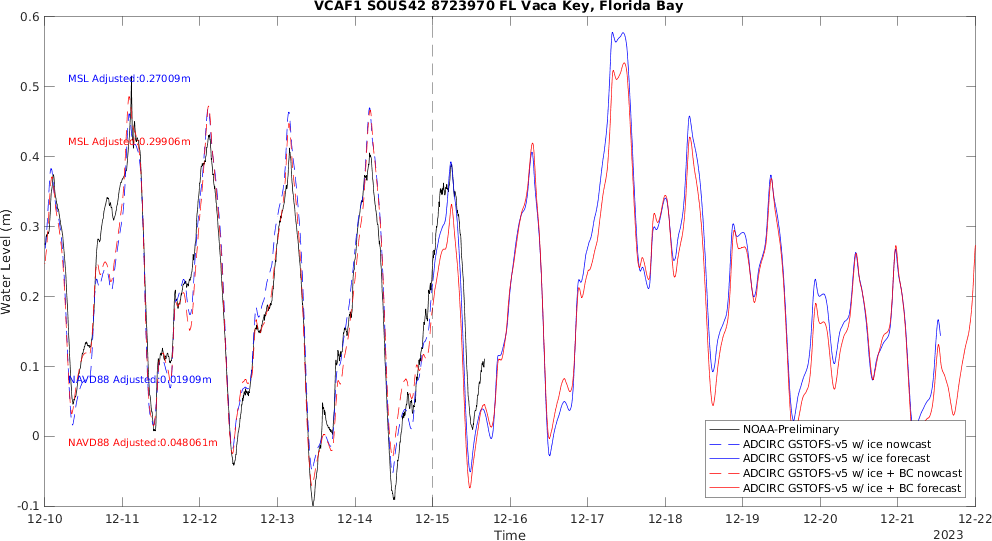 VCAF1 SOUS42 8723970 FL Vaca Key, Florida Bay
0.6
0.5
0.4
0.3
0.2
0.1
0
-0.1
Water Level (m)
MSL Adjusted:0.27009m
MSL Adjusted:0.29906m
NAVD88 Adjusted:0.01909m
NAVD88 Adjusted:0.048061m
NOAA-Preliminary
ADCIRC GSTOFS-v5 w/ ice nowcast
ADCIRC GSTOFS-v5 w/ ice forecast
ADCIRC GSTOFS-v5 w/ ice + BC nowcast
ADCIRC GSTOFS-v5 w/ ice + BC forecast
12-10 12-11 12-12 12-13 12-14 12-15 12-16 12-17 12-18 12-19 12-20 12-21 12-22
Time
2023